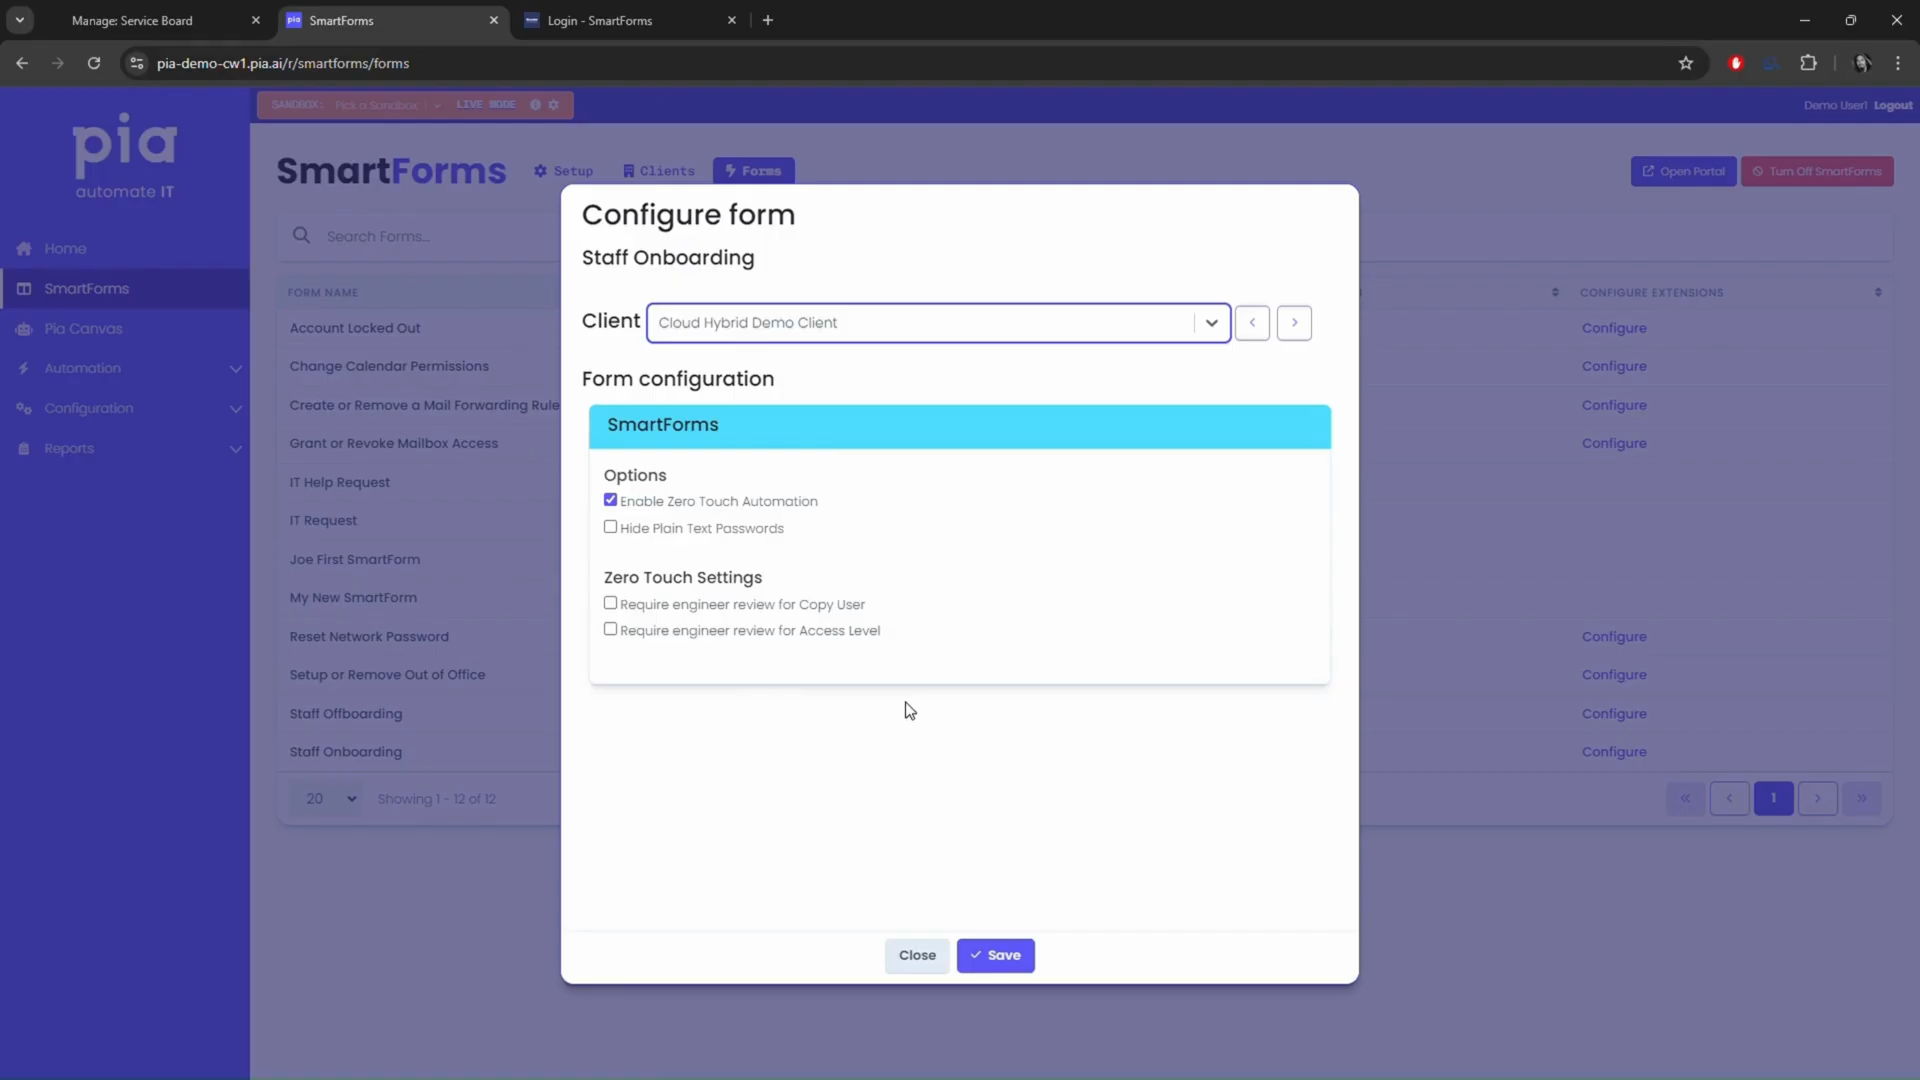 Manage: Service Board
pia SmartForms
Login - SmartForms
pia-demo-cw1.pia.ai/r/smartforms/forms
pia
automate IT
SANDBOX: Pick a Sandbox LIVE MODE
Demo User! Logout
SmartForms
Setup
Clients
Forms
Open Portal
Turn Off SmartForms
Home
SmartForms
Pia Canvas
Automation
Configuration
Reports
Search Forms...
FORM NAME
CONFIGURE EXTENSIONS
Account Locked Out
Configure
Change Calendar Permissions
Configure
Create or Remove a Mail Forwarding Rule
Configure
Grant or Revoke Mailbox Access
Configure
IT Help Request
IT Request
Joe First SmartForm
My New SmartForm
Reset Network Password
Configure
Setup or Remove Out of Office
Configure
Staff Offboarding
Configure
Staff Onboarding
Configure
20
Showing 1 - 12 of 12
« ‹ 1 › »
Configure form
Staff Onboarding
Client Cloud Hybrid Demo Client
Form configuration
SmartForms
Options
Enable Zero Touch Automation
Hide Plain Text Passwords
Zero Touch Settings
Require engineer review for Copy User
Require engineer review for Access Level
Close
Save